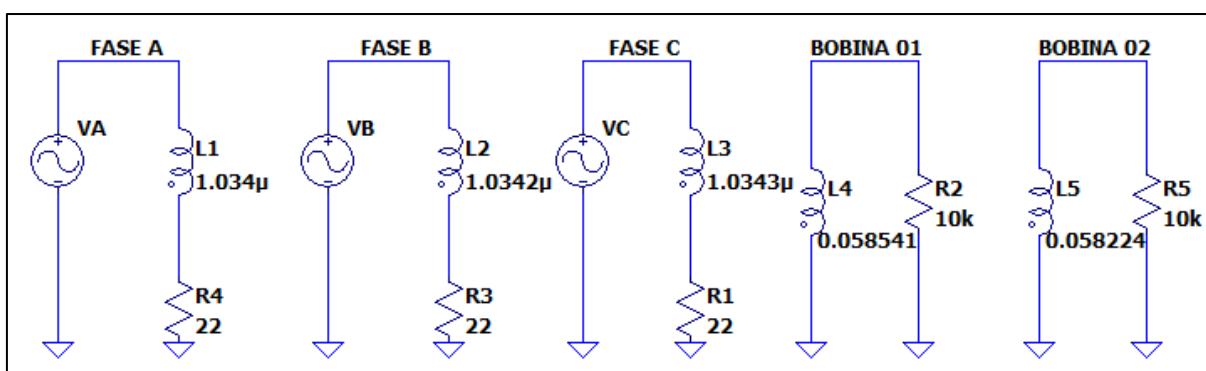 FASE A FASE B FASE C BOBINA 01 BOBINA 02
VA L1 1.034µ R4 22
VB L2 1.0342µ R3 22
VC L3 1.0343µ R1 22
L4 0.058541 R2 10k
L5 0.058224 R5 10k